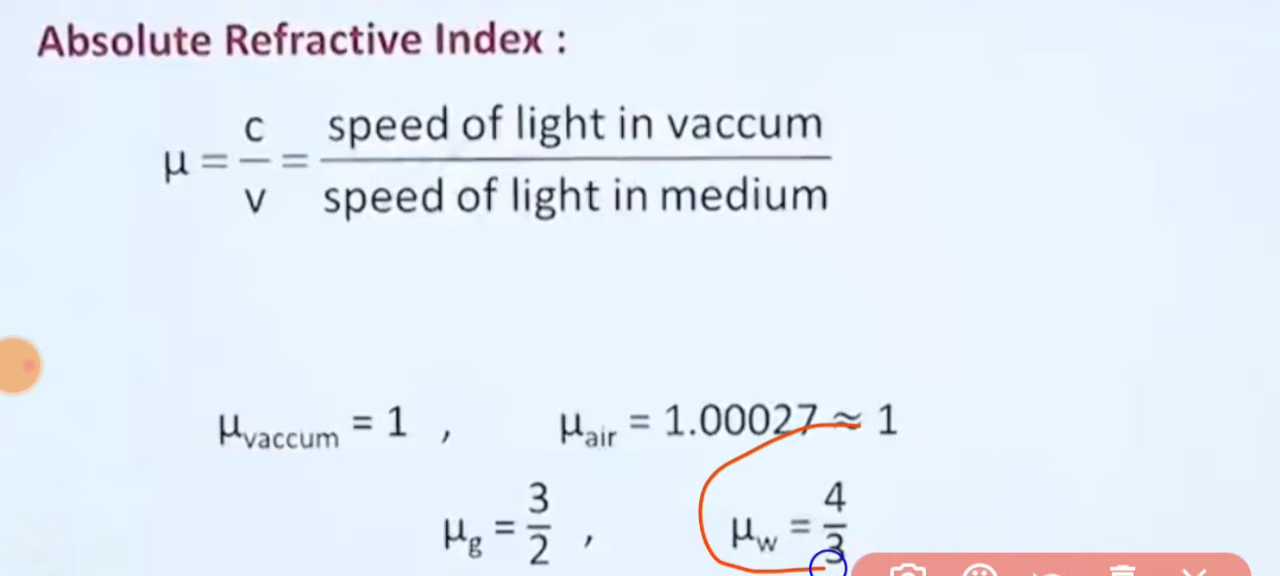 Absolute Refractive Index :
μ = c/v = speed of light in vaccum / speed of light in medium
μvaccum = 1 , μair = 1.00027 ≈ 1
μg = 3/2 , μw = 4/3